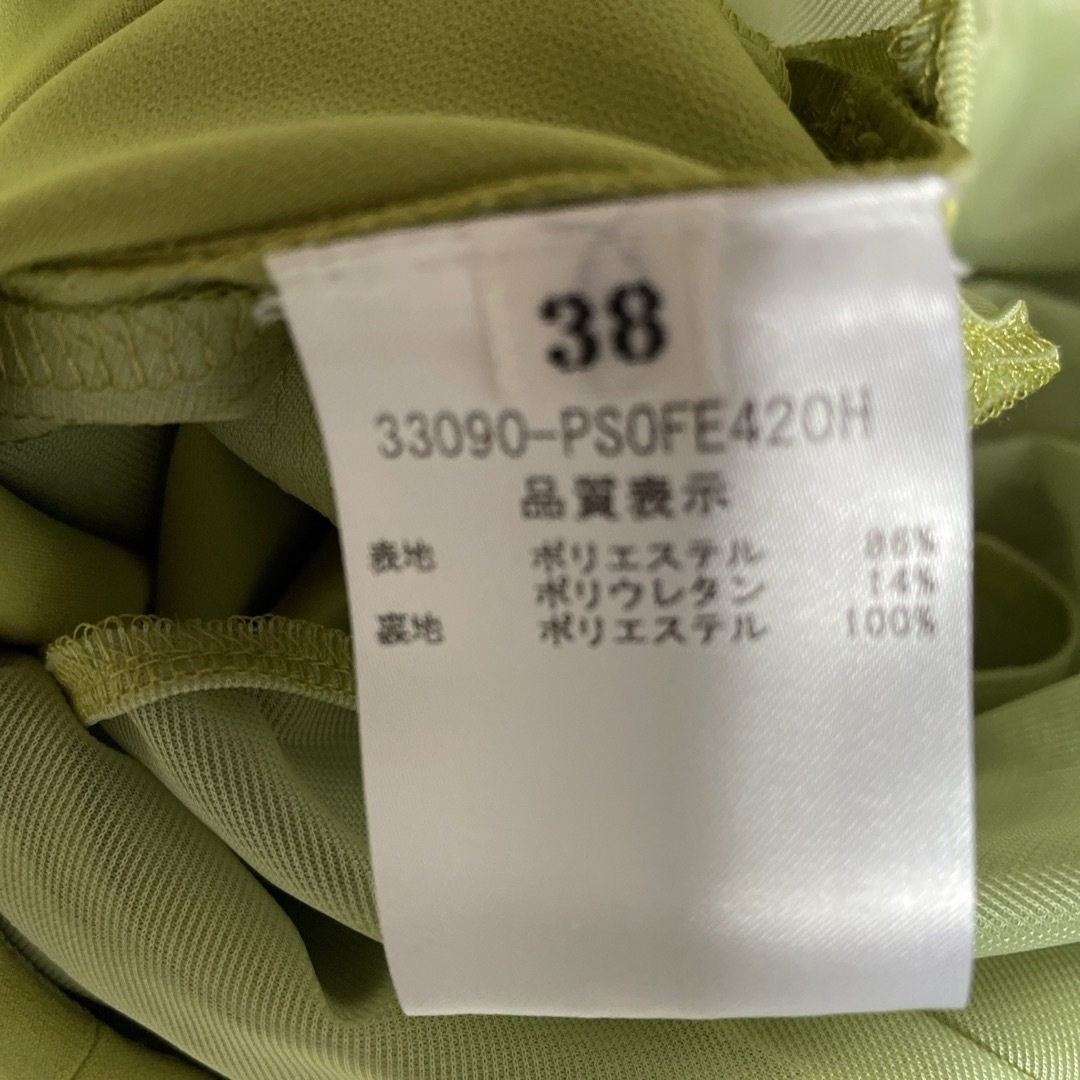 38
33090-PS0FE420H
品質表示
表地 ポリエステル 86%
ポリウレタン 14%
裏地 ポリエステル 100%